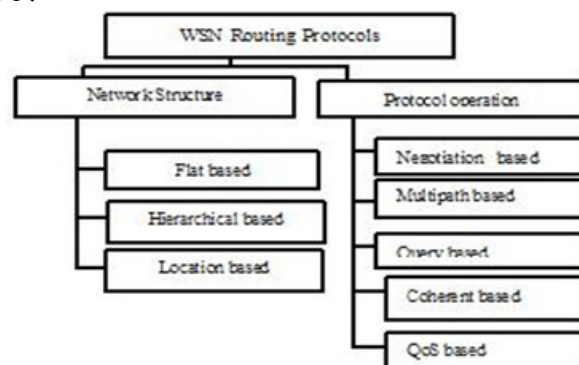 WSN Routing Protocols
Network Structure
Protocol operation
Flat based
Hierarchical based
Location based
Negotiation based
Multipath based
Query based
Coherent based
QoS based